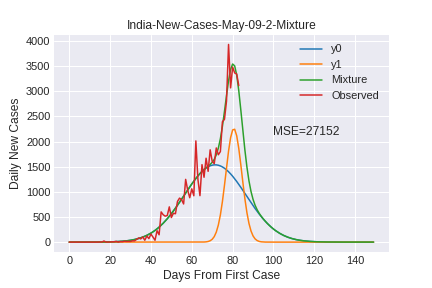 India-New-Cases-May-09-2-Mixture
4000
3500
3000
2500
2000
1500
1000
500
0
Daily New Cases
y0
y1
Mixture
Observed
MSE=27152
0 20 40 60 80 100 120 140
Days From First Case